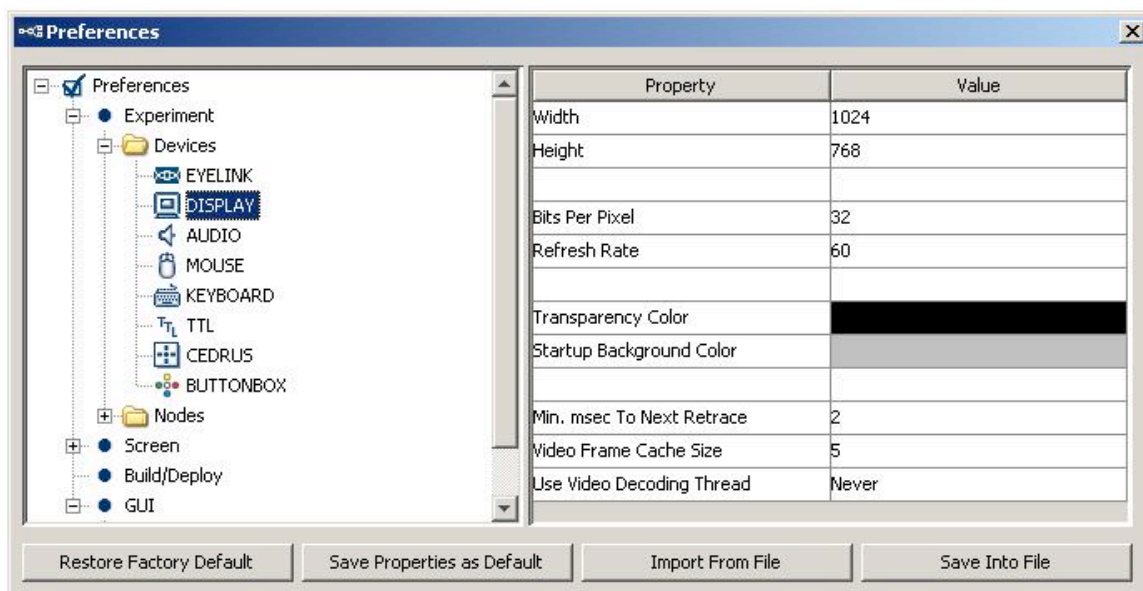 Preferences
Preferences
Experiment
Devices
EYELINK
DISPLAY
AUDIO
MOUSE
KEYBOARD
TTL TTL
CEDRUS
BUTTONBOX
Nodes
Screen
Build/Deploy
GUI
Property Value
Width 1024
Height 768
Bits Per Pixel 32
Refresh Rate 60
Transparency Color
Startup Background Color
Min. msec To Next Retrace 2
Video Frame Cache Size 5
Use Video Decoding Thread Never
Restore Factory Default Save Properties as Default Import From File Save Into File